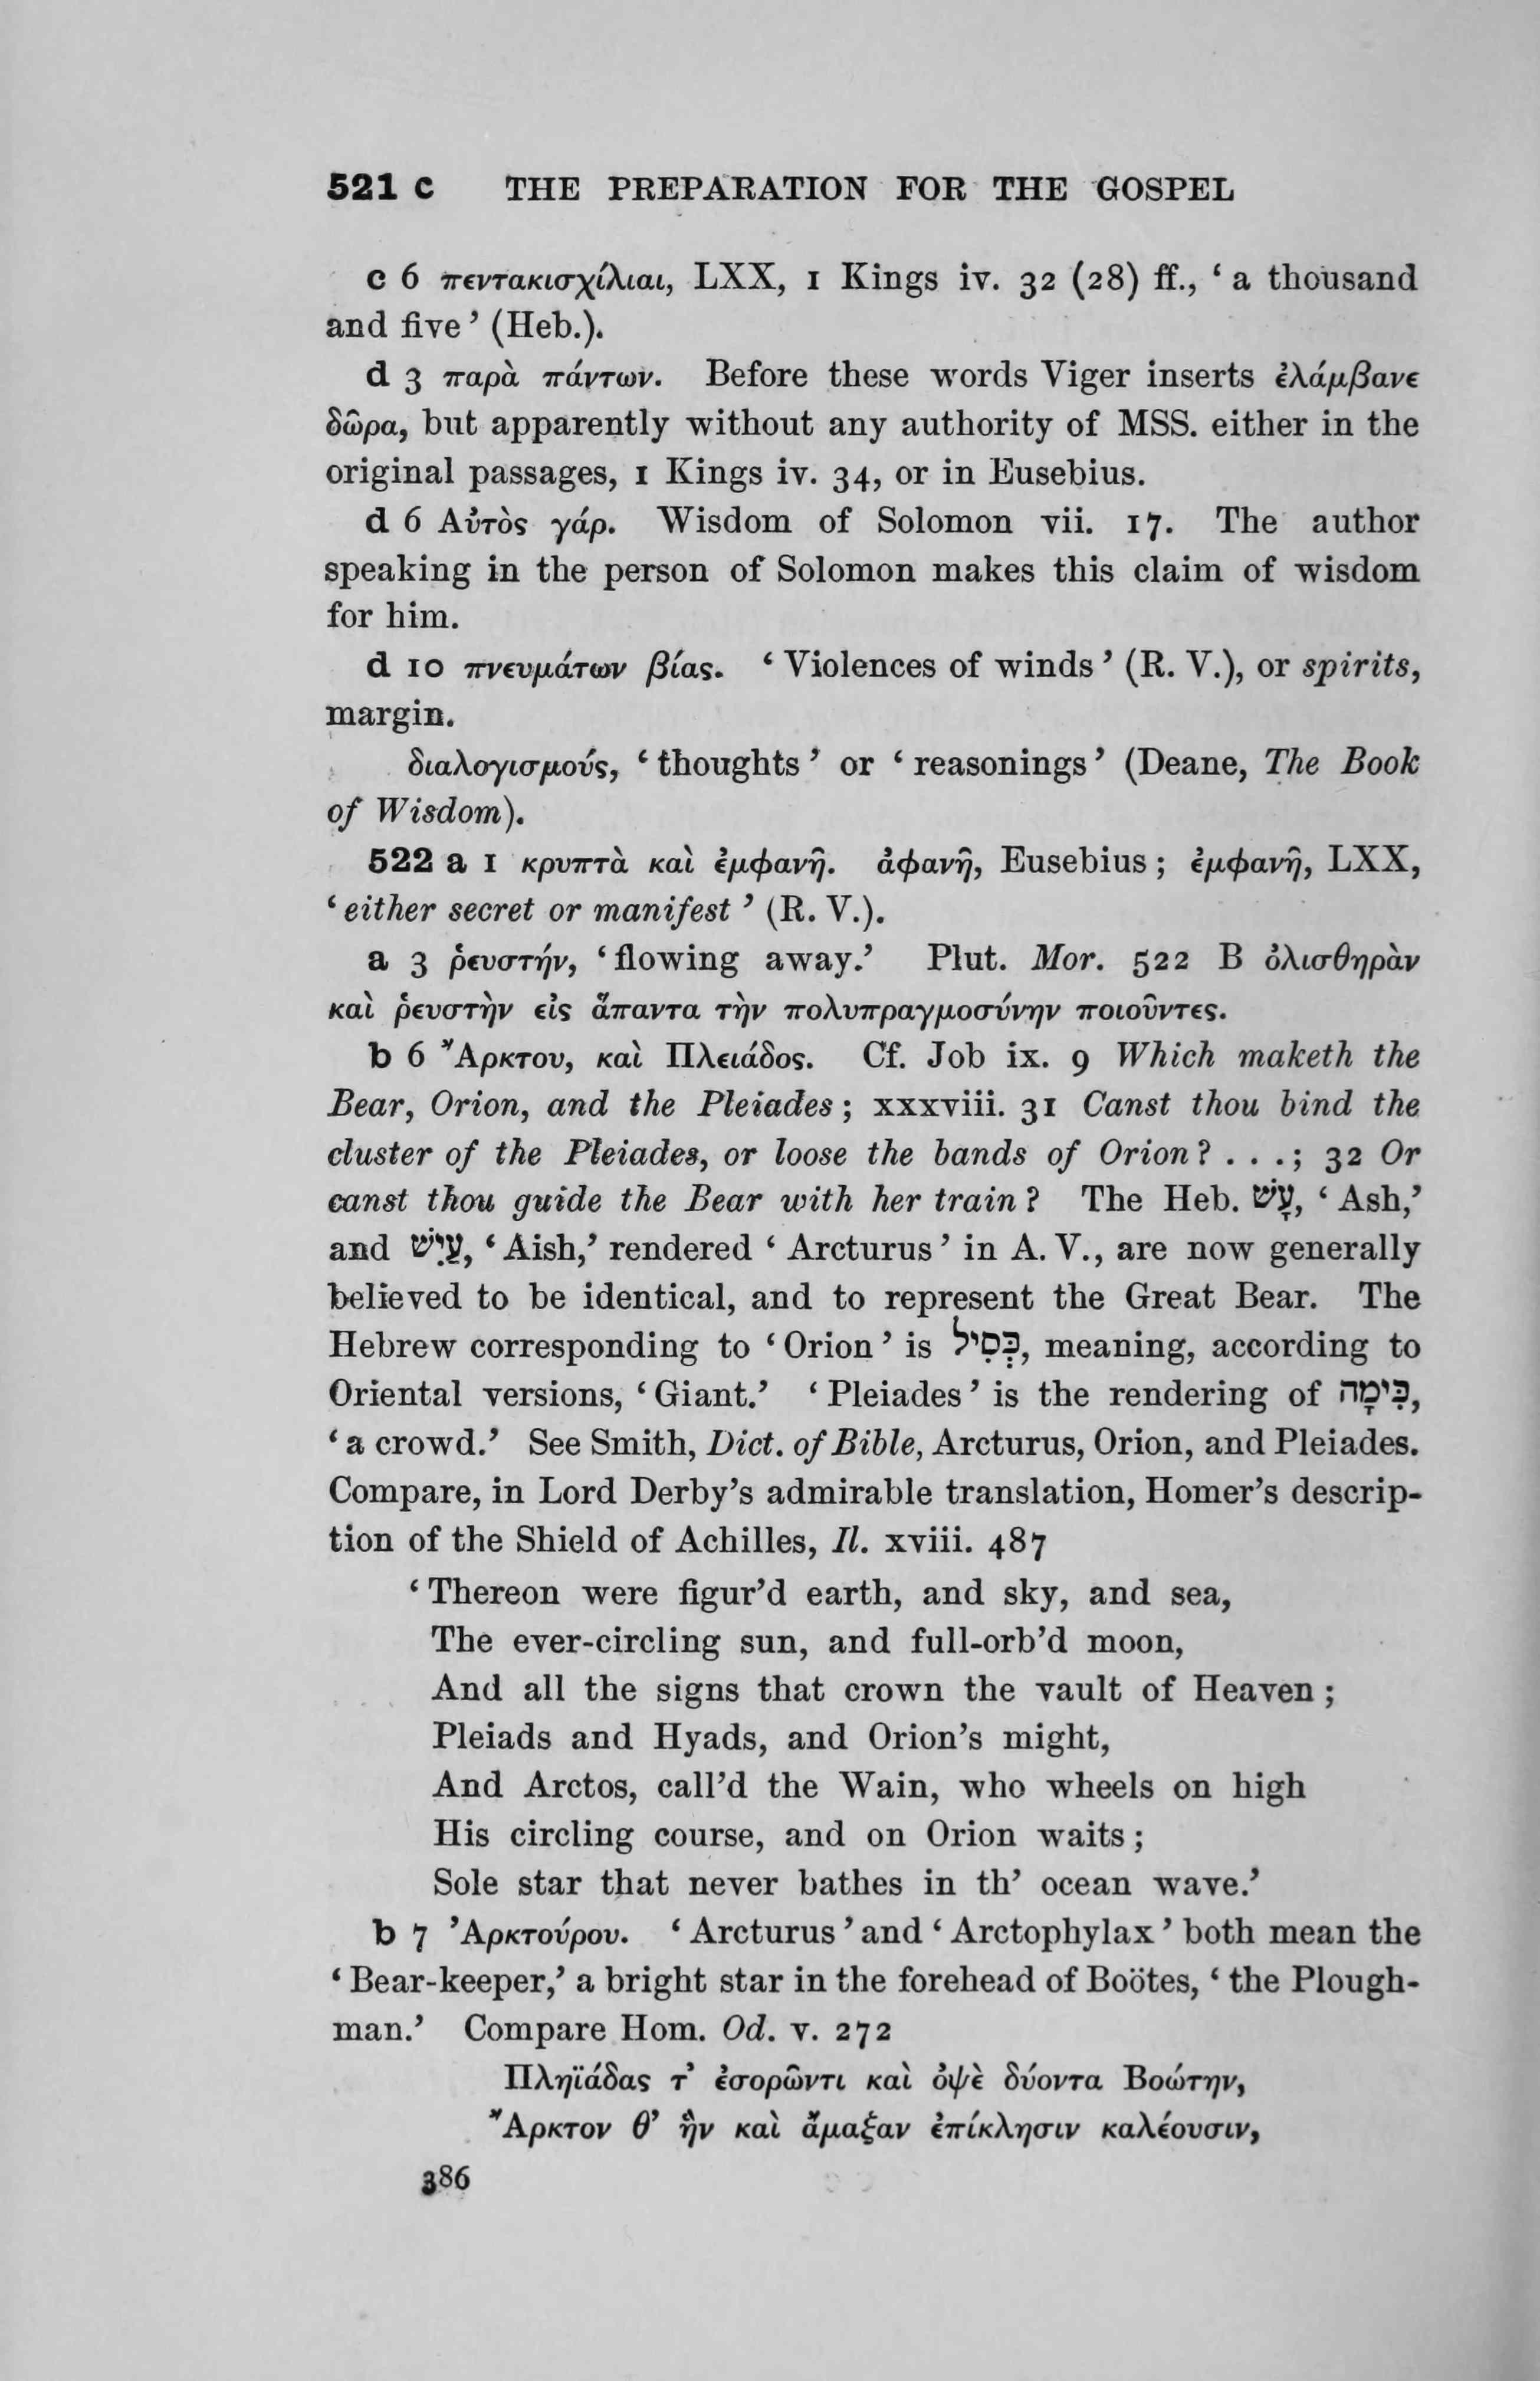 521 c THE PREPARATION FOR THE GOSPEL
c 6 πεντακισχίλιαι, LXX, 1 Kings iv. 32 (28) ff., ‘ a thousand
and five ’ (Heb.).
d 3 παρὰ πάντων. Before these words Viger inserts ἐλάμβανε
δῶρα, but apparently without any authority of MSS. either in the
original passages, 1 Kings iv. 34, or in Eusebius.
d 6 Αὐτὸς γάρ. Wisdom of Solomon vii. 17. The author
speaking in the person of Solomon makes this claim of wisdom
for him.
d 10 πνευμάτων βίας. ‘ Violences of winds ’ (R. V.), or spirits,
margin.
διαλογισμούς, ‘ thoughts ’ or ‘ reasonings ’ (Deane, The Book
of Wisdom).
522 a 1 κρυπτὰ καὶ ἐμφανῆ. ἀφανῆ, Eusebius ; ἐμφανῆ, LXX,
‘ either secret or manifest ’ (R. V.).
a 3 ῥευστήν, ‘ flowing away.’ Plut. Mor. 522 B ὀλισθηρὰν
καὶ ῥευστὴν εἰς ἅπαντα τὴν πολυπραγμοσύνην ποιοῦντες.
b 6 Ἄρκτου, καὶ Πλειάδος. Cf. Job ix. 9 Which maketh the
Bear, Orion, and the Pleiades ; xxxviii. 31 Canst thou bind the
cluster of the Pleiades, or loose the bands of Orion ? . . .; 32 Or
canst thou guide the Bear with her train ? The Heb. עָשׁ, ‘ Ash,’
and עַיִשׁ, ‘ Aish,’ rendered ‘ Arcturus ’ in A. V., are now generally
believed to be identical, and to represent the Great Bear. The
Hebrew corresponding to ‘ Orion ’ is כְּסִיל, meaning, according to
Oriental versions, ‘ Giant.’ ‘ Pleiades ’ is the rendering of כִּימָה,
‘ a crowd.’ See Smith, Dict. of Bible, Arcturus, Orion, and Pleiades.
Compare, in Lord Derby’s admirable translation, Homer’s descrip-
tion of the Shield of Achilles, Il. xviii. 487
‘ Thereon were figur’d earth, and sky, and sea,
The ever-circling sun, and full-orb’d moon,
And all the signs that crown the vault of Heaven ;
Pleiads and Hyads, and Orion’s might,
And Arctos, call’d the Wain, who wheels on high
His circling course, and on Orion waits ;
Sole star that never bathes in th’ ocean wave.’
b 7 Ἀρκτούρου. ‘ Arcturus ’ and ‘ Arctophylax ’ both mean the
‘ Bear-keeper,’ a bright star in the forehead of Boötes, ‘ the Plough-
man.’ Compare Hom. Od. v. 272
Πληϊάδας τ’ ἐσορῶντι καὶ ὀψὲ δύοντα Βοώτην,
Ἄρκτον θ’ ἣν καὶ ἄμαξαν ἐπίκλησιν καλέουσιν,
386